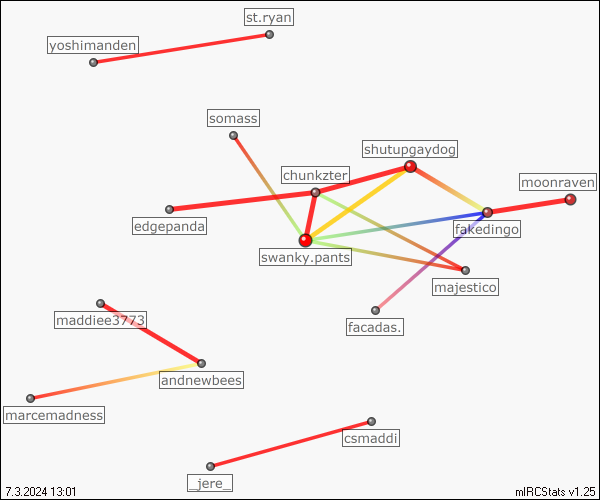 st.ryan
yoshimanden
somass
shutupgaydog
chunkzter
moonraven
edgepanda
fakedingo
swanky.pants
majestico
maddiee3773
facadas.
andnewbees
marcemadness
csmaddi
_jere_
7.3.2024 13:01
mIRCStats v1.25